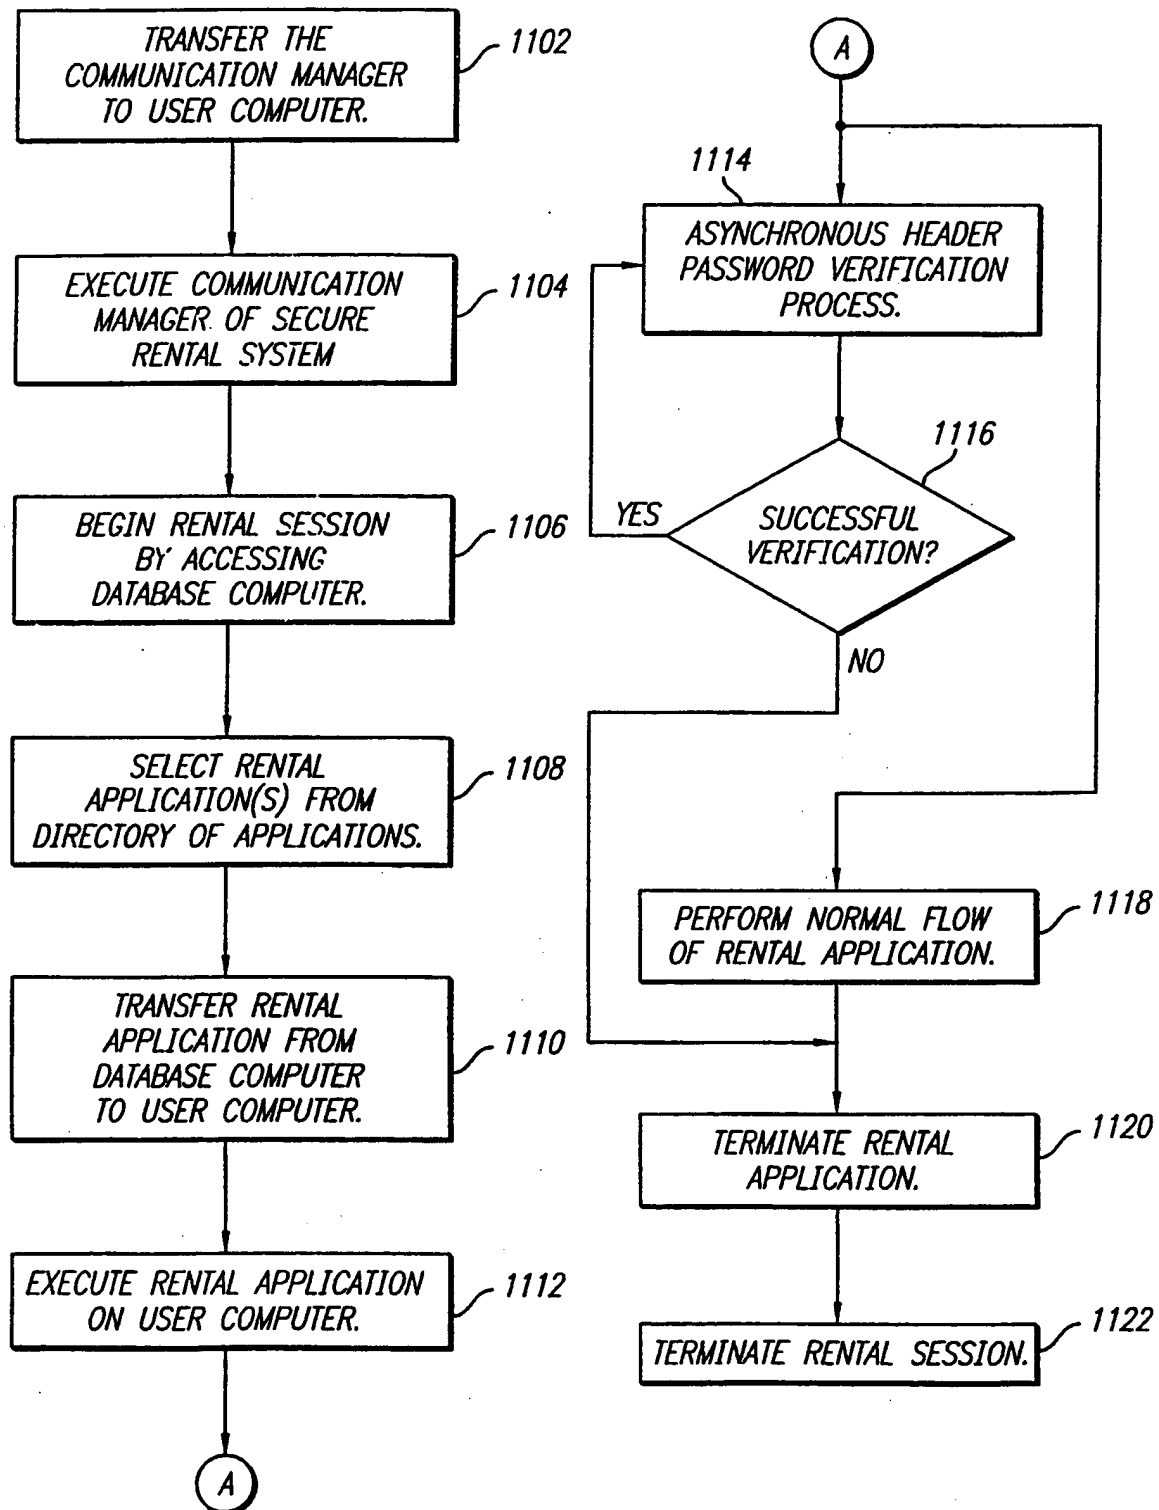 TRANSFER THE
COMMUNICATION MANAGER
TO USER COMPUTER.
1102
EXECUTE COMMUNICATION
MANAGER OF SECURE
RENTAL SYSTEM
1104
BEGIN RENTAL SESSION
BY ACCESSING
DATABASE COMPUTER.
1106
SELECT RENTAL
APPLICATION(S) FROM
DIRECTORY OF APPLICATIONS.
1108
TRANSFER RENTAL
APPLICATION FROM
DATABASE COMPUTER
TO USER COMPUTER.
1110
EXECUTE RENTAL APPLICATION
ON USER COMPUTER.
1112
A
A
1114
ASYNCHRONOUS HEADER
PASSWORD VERIFICATION
PROCESS.
1116
SUCCESSFUL
VERIFICATION?
YES
NO
PERFORM NORMAL FLOW
OF RENTAL APPLICATION.
1118
TERMINATE RENTAL
APPLICATION.
1120
TERMINATE RENTAL SESSION.
1122